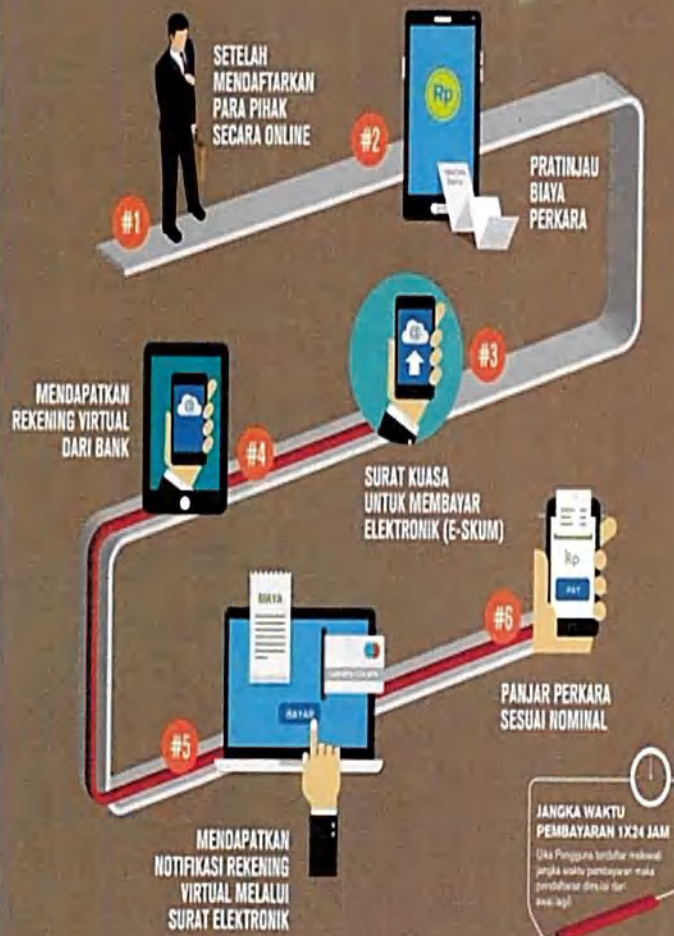 #1
SETELAH
MENDAFTARKAN
PARA PIHAK
SECARA ONLINE
#2
Rp
PRATINJAU
BIAYA
PERKARA
#3
SURAT KUASA
UNTUK MEMBAYAR
ELEKTRONIK (E-SKUM)
#4
MENDAPATKAN
REKENING VIRTUAL
DARI BANK
#5
BIAYA
BAYAR
MENDAPATKAN
NOTIFIKASI REKENING
VIRTUAL MELALUI
SURAT ELEKTRONIK
#6
Rp
PAY
PANJAR PERKARA
SESUAI NOMINAL
JANGKA WAKTU
PEMBAYARAN 1X24 JAM
Jika Pengguna terdaftar melewati
jangka waktu pembayaran maka
pendaftaran dimulai dari
awal lagi